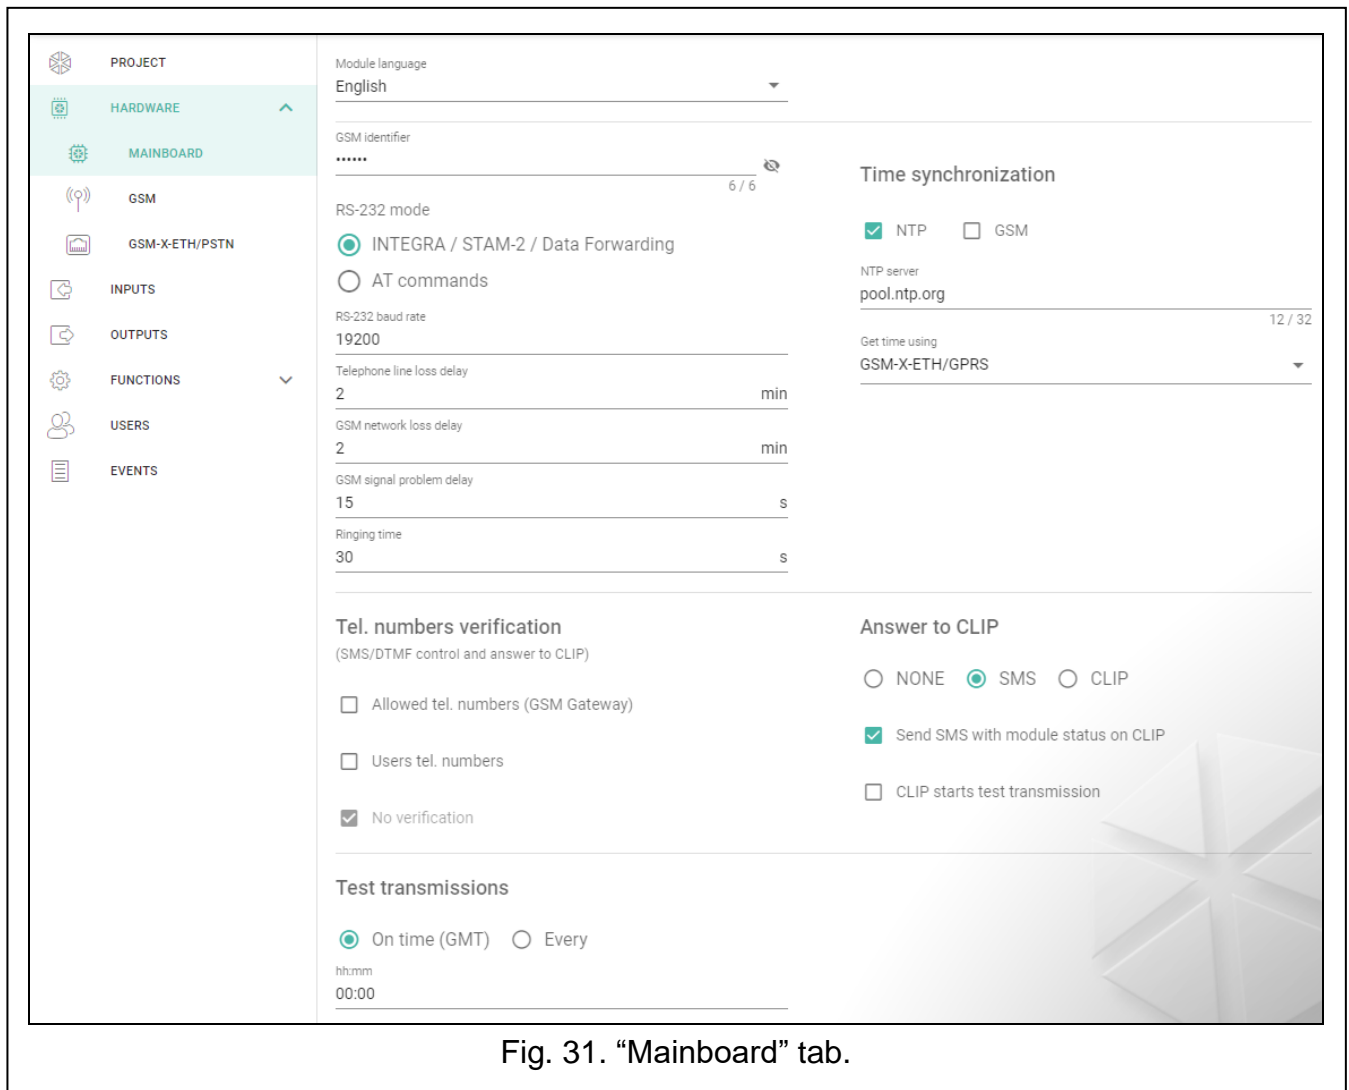 PROJECT
HARDWARE
MAINBOARD
GSM
GSM-X-ETH/PSTN
INPUTS
OUTPUTS
FUNCTIONS
USERS
EVENTS
Module language
English
GSM identifier
••••••
6 / 6
RS-232 mode
INTEGRA / STAM-2 / Data Forwarding
AT commands
RS-232 baud rate
19200
Telephone line loss delay
2 min
GSM network loss delay
2 min
GSM signal problem delay
15 s
Ringing time
30 s
Time synchronization
NTP GSM
NTP server
pool.ntp.org
12 / 32
Get time using
GSM-X-ETH/GPRS
Tel. numbers verification
(SMS/DTMF control and answer to CLIP)
Allowed tel. numbers (GSM Gateway)
Users tel. numbers
No verification
Answer to CLIP
NONE SMS CLIP
Send SMS with module status on CLIP
CLIP starts test transmission
Test transmissions
On time (GMT) Every
hh:mm
00:00
Fig. 31. “Mainboard” tab.